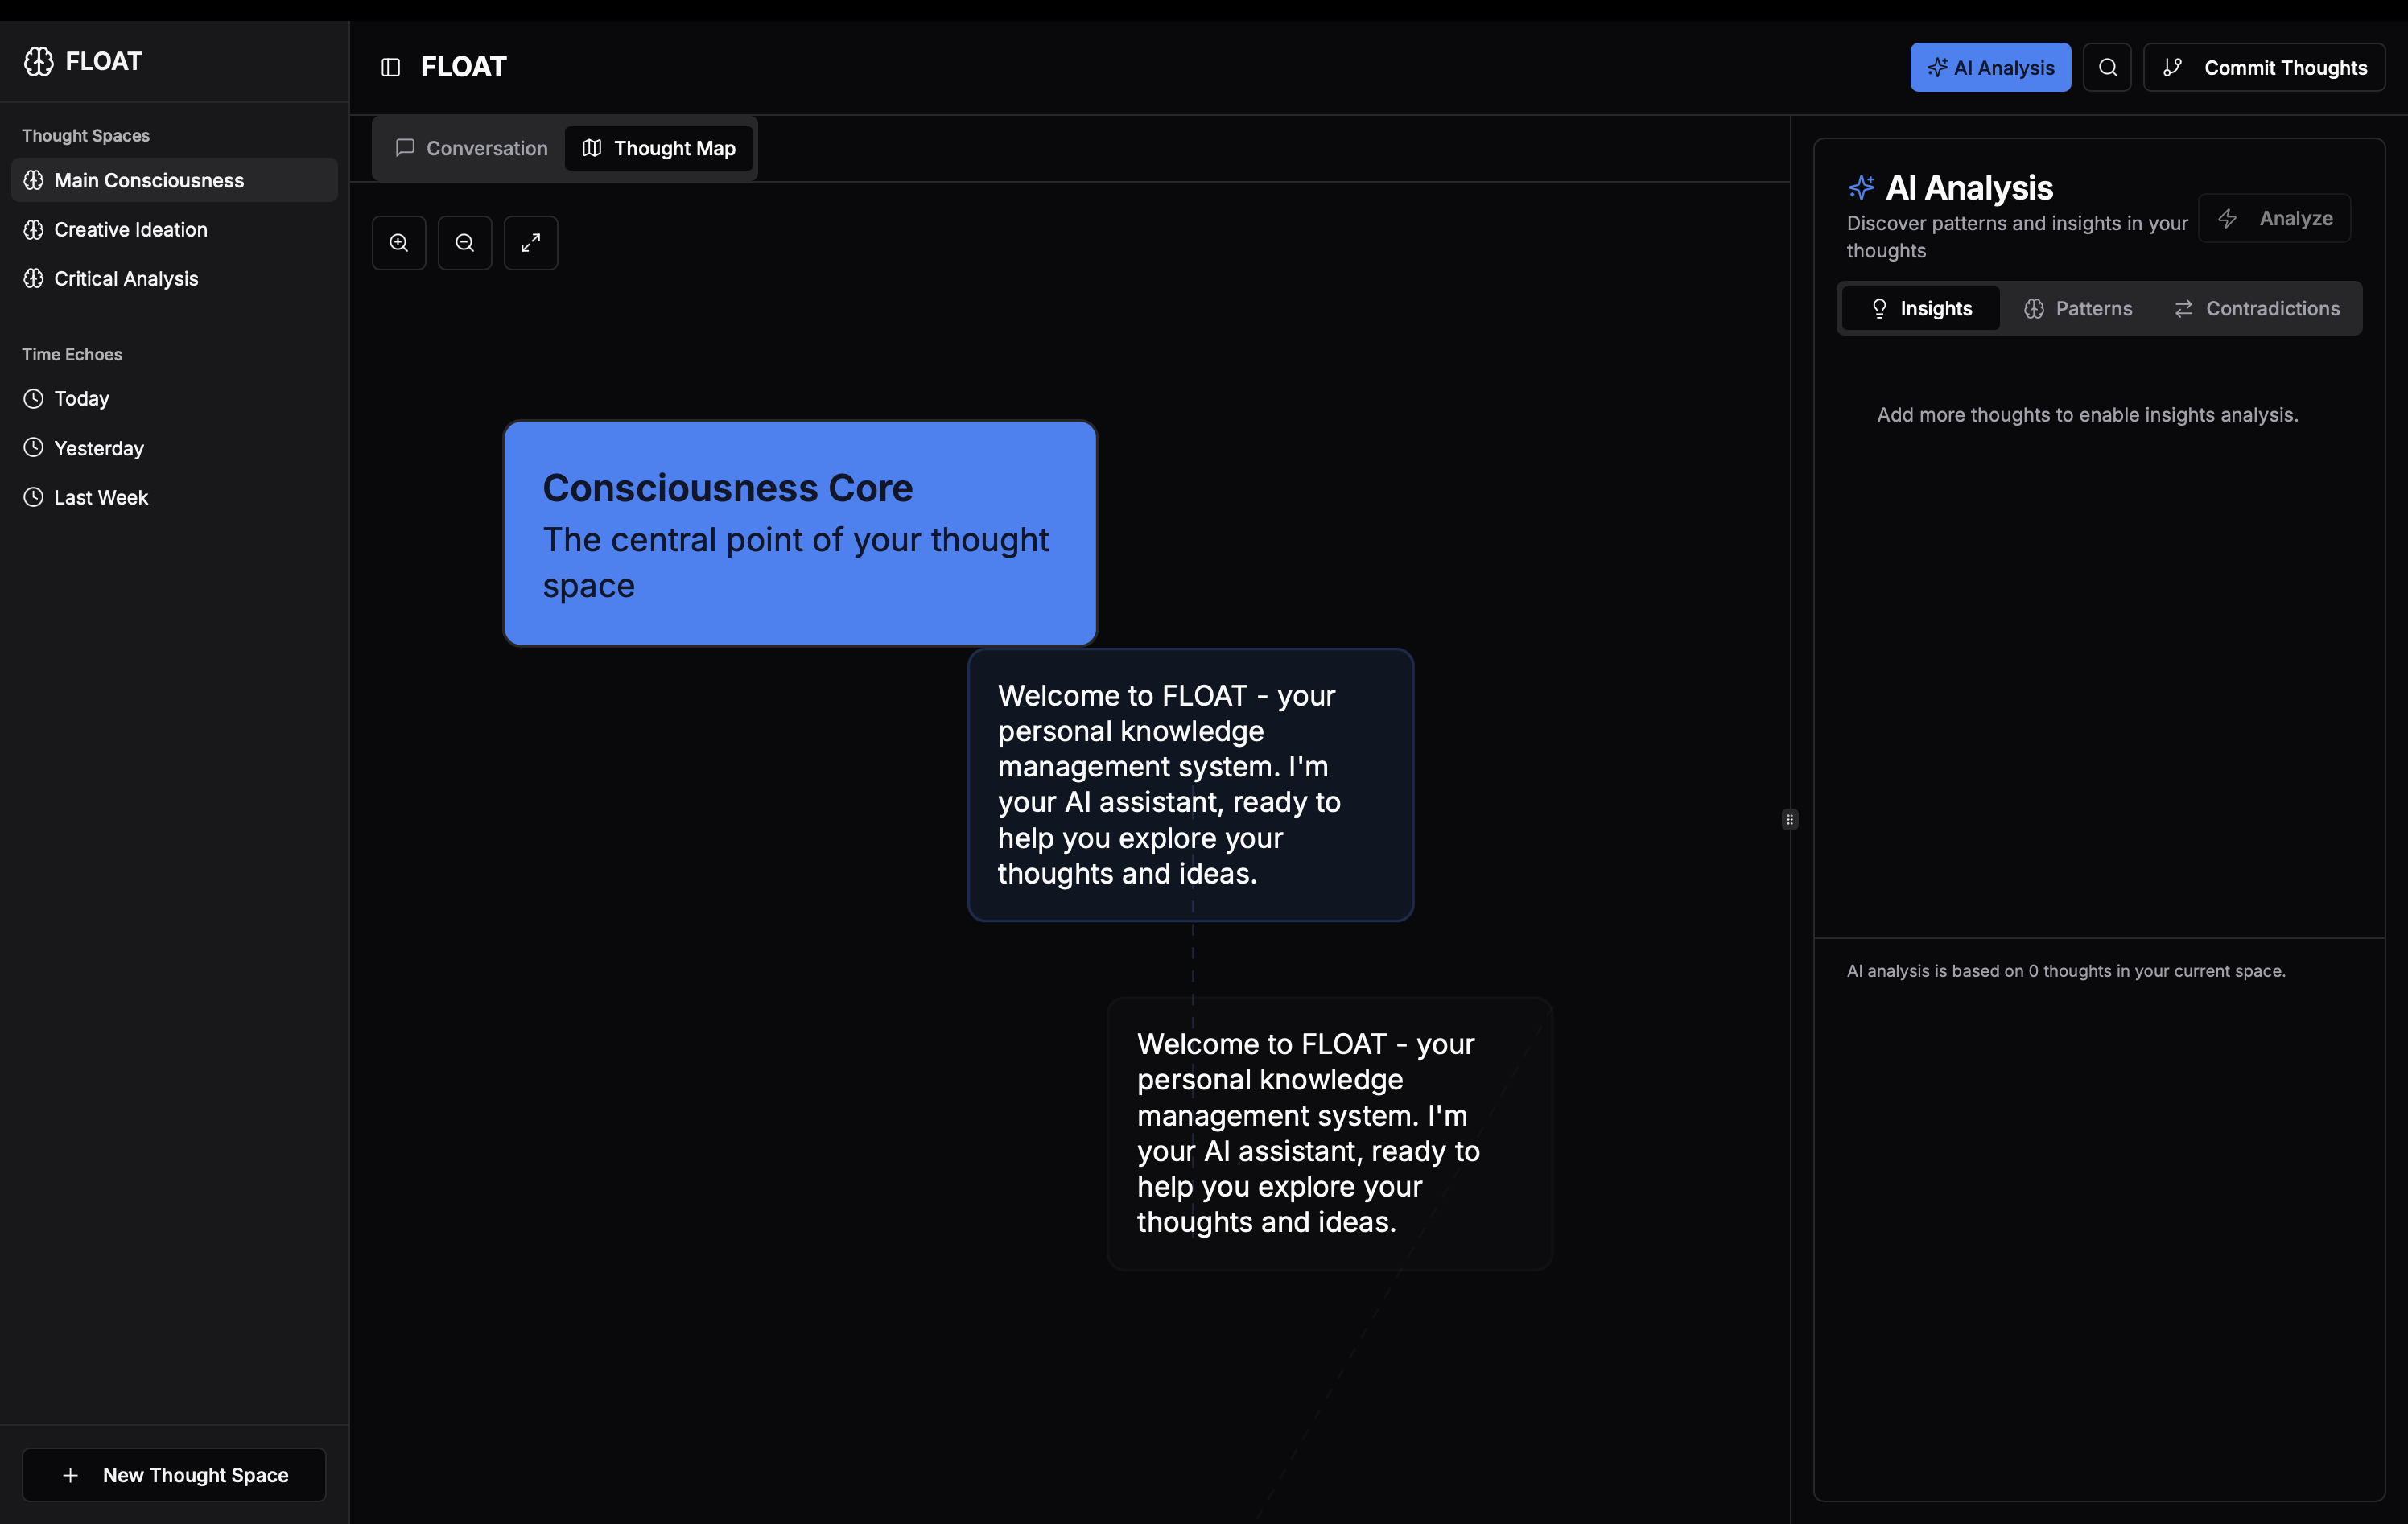 FLOAT
Thought Spaces
Main Consciousness
Creative Ideation
Critical Analysis
Time Echoes
Today
Yesterday
Last Week
New Thought Space
FLOAT
AI Analysis
Commit Thoughts
Conversation
Thought Map
Consciousness Core
The central point of your thought
space
Welcome to FLOAT - your
personal knowledge
management system. I'm
your AI assistant, ready to
help you explore your
thoughts and ideas.
Welcome to FLOAT - your
personal knowledge
management system. I'm
your AI assistant, ready to
help you explore your
thoughts and ideas.
AI Analysis
Discover patterns and insights in your
thoughts
Analyze
Insights
Patterns
Contradictions
Add more thoughts to enable insights analysis.
AI analysis is based on 0 thoughts in your current space.